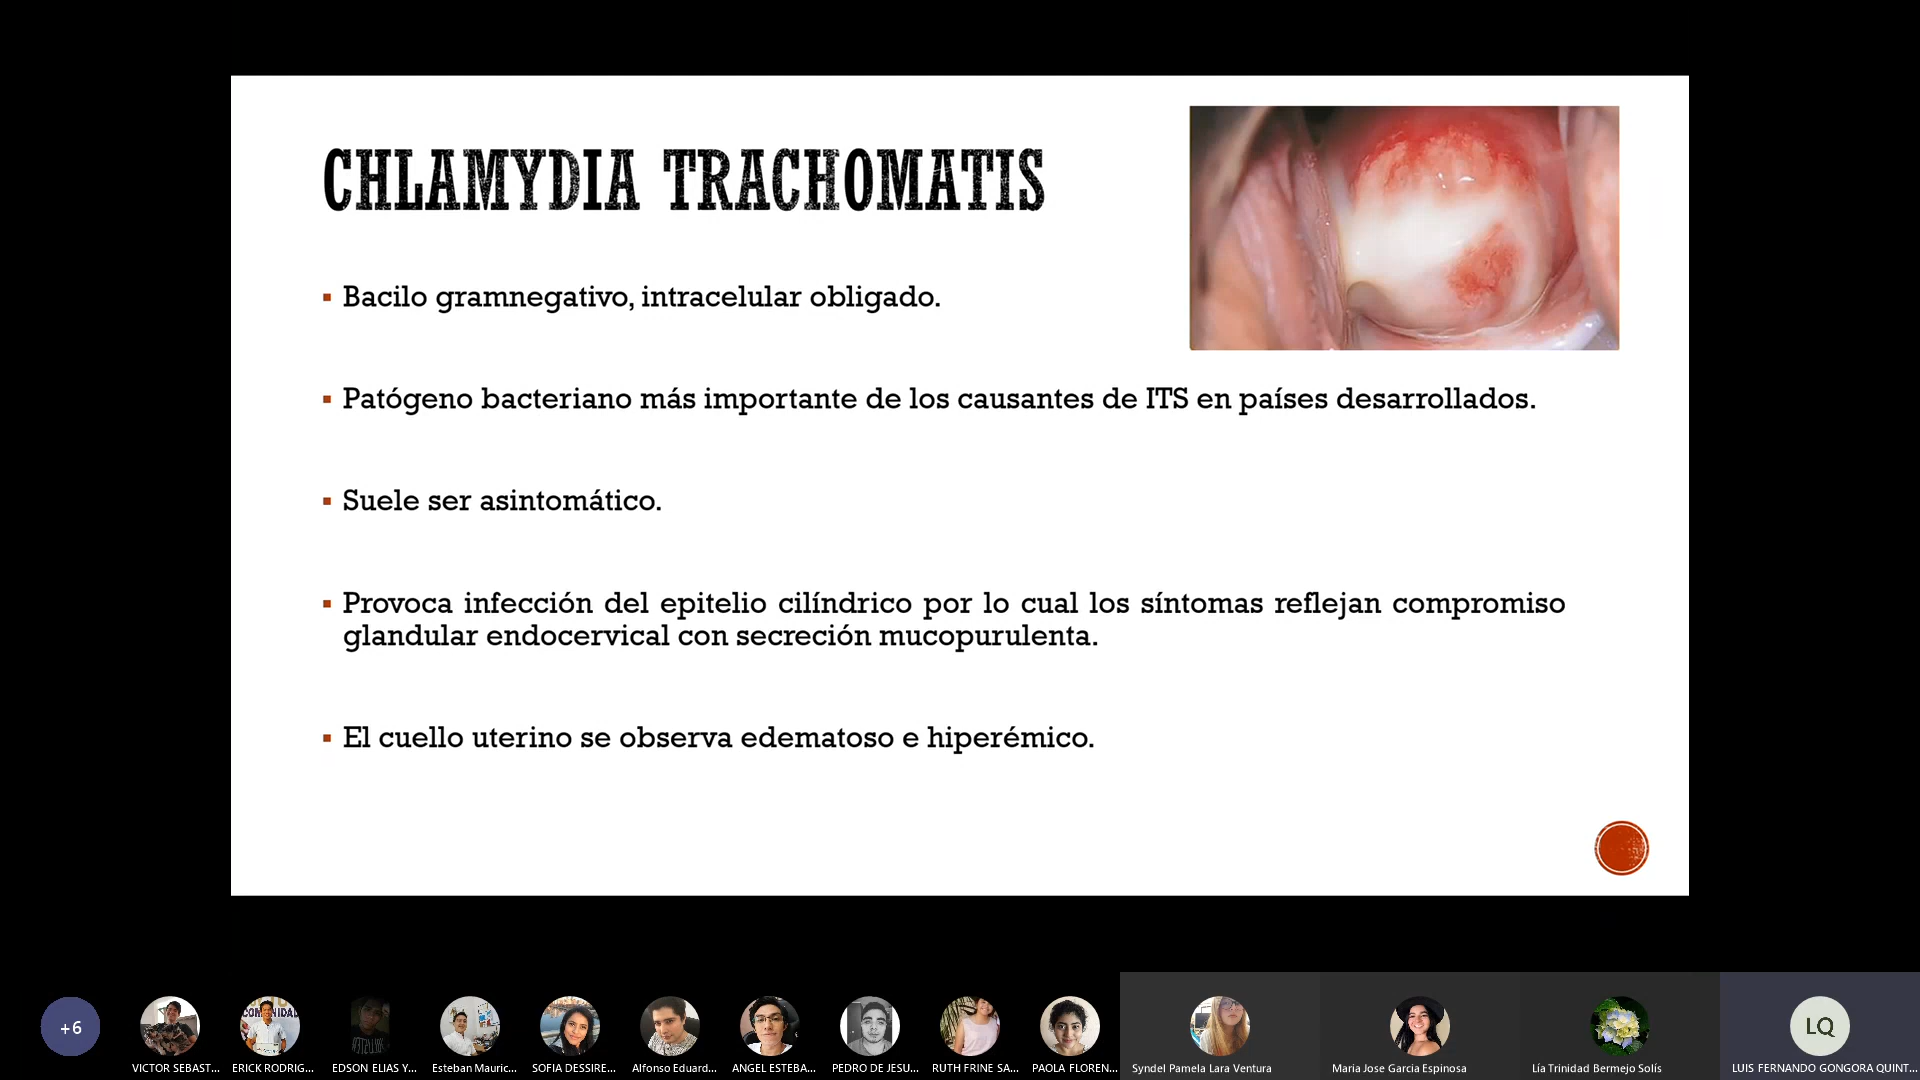 CHLAMYDIA TRACHOMATIS
Bacilo gramnegativo, intracelular obligado.
Patógeno bacteriano más importante de los causantes de ITS en países desarrollados.
Suele ser asintomático.
Provoca infección del epitelio cilíndrico por lo cual los síntomas reflejan compromiso
glandular endocervical con secreción mucopurulenta.
El cuello uterino se observa edematoso e hiperémico.
+6
VICTOR SEBAST...
ERICK RODRIG...
EDSON ELIAS Y...
Esteban Mauric...
SOFIA DESSIRE...
Alfonso Eduard...
ANGEL ESTEBA...
PEDRO DE JESU...
RUTH FRINE SA...
PAOLA FLOREN...
Syndel Pamela Lara Ventura
Maria Jose Garcia Espinosa
Lía Trinidad Bermejo Solís
LQ
LUIS FERNANDO GONGORA QUINT...